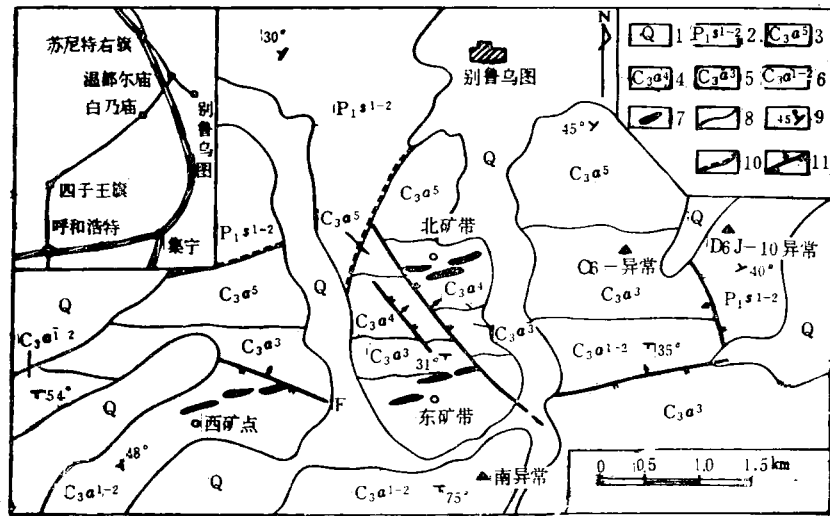 苏尼特右旗
温都尔庙
白乃庙
别鲁乌图
四子王旗
呼和浩特
集宁
30°
P₁s¹⁻²
别鲁乌图
N
Q 1 P₁s¹⁻² 2. C₃a⁵ 3
C₃a⁴ 4 C₃a³ 5 C₃a¹⁻² 6
7 8 45° 9
10 11
45°
Q
C₃a⁵
C₃a⁵
C₃a⁵
P₁s¹⁻²
北矿带
Q
D6J-10异常
C6-异常
40°
P₁s¹⁻²
Q
Q
C₃a⁵
Q
C₃a⁴
C₃a³
C₃a⁴
C₃a¹⁻²
C₃a³
C₃a³
C₃a³
C₃a¹⁻²
35°
31°
54°
Q
F
西矿点
东矿带
C₃a³
48°
C₃a¹⁻²
Q
C₃a¹⁻²
75°
南异常
0 0.5 1.0 1.5 km